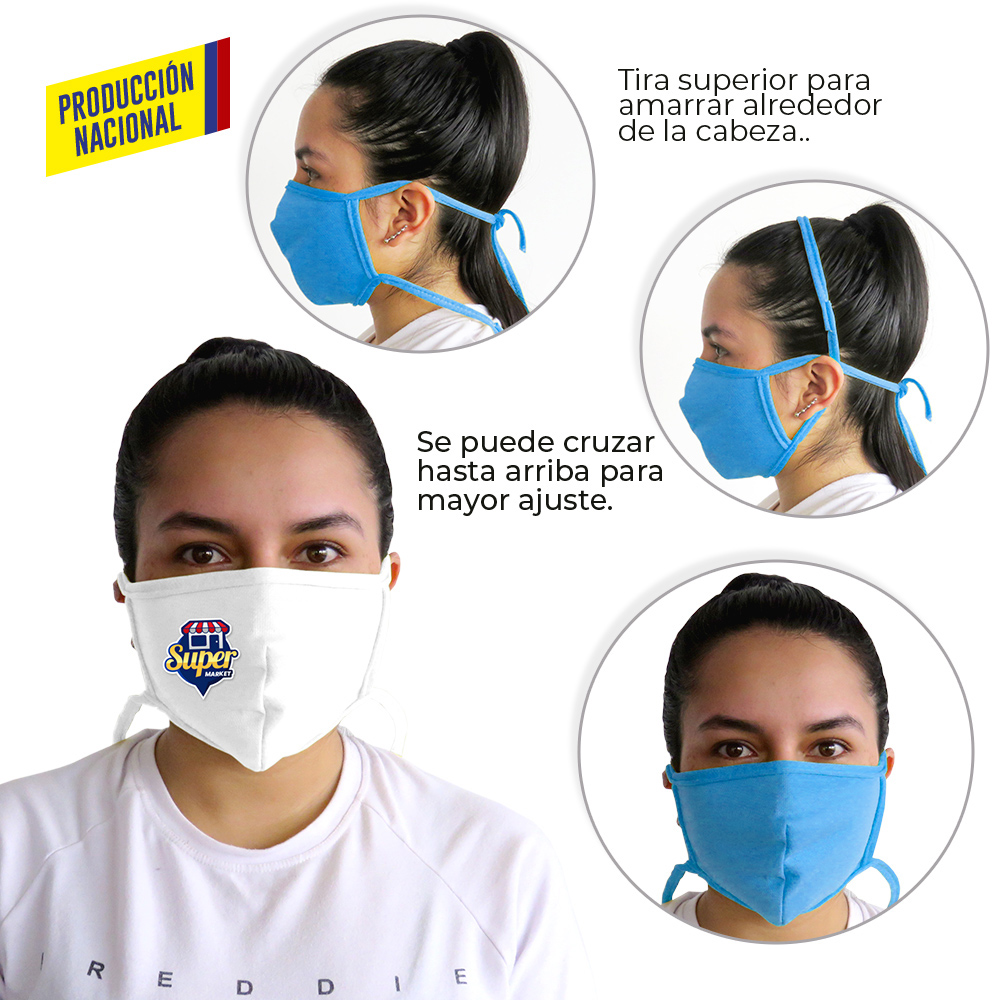 PRODUCCIÓN
NACIONAL
Tira superior para
amarrar alrededor
de la cabeza..
Se puede cruzar
hasta arriba para
mayor ajuste.
Super
MARKET
REDDIE